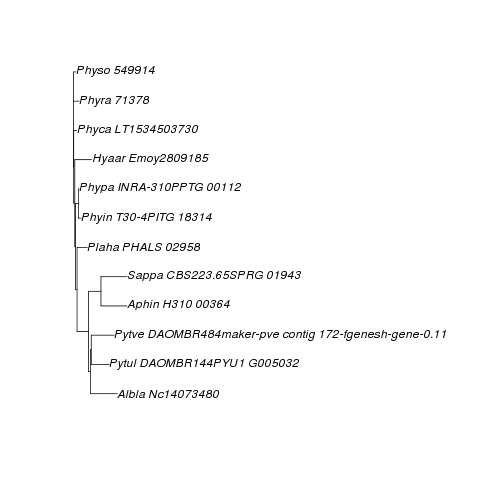 Physo 549914
Phyra 71378
Phyca LT1534503730
Hyaar Emoy2809185
Phypa INRA-310PPTG 00112
Phyin T30-4PITG 18314
Plaha PHALS 02958
Sappa CBS223.65SPRG 01943
Aphin H310 00364
Pytve DAOMBR484maker-pve contig 172-fgenesh-gene-0.11
Pytul DAOMBR144PYU1 G005032
Albla Nc14073480